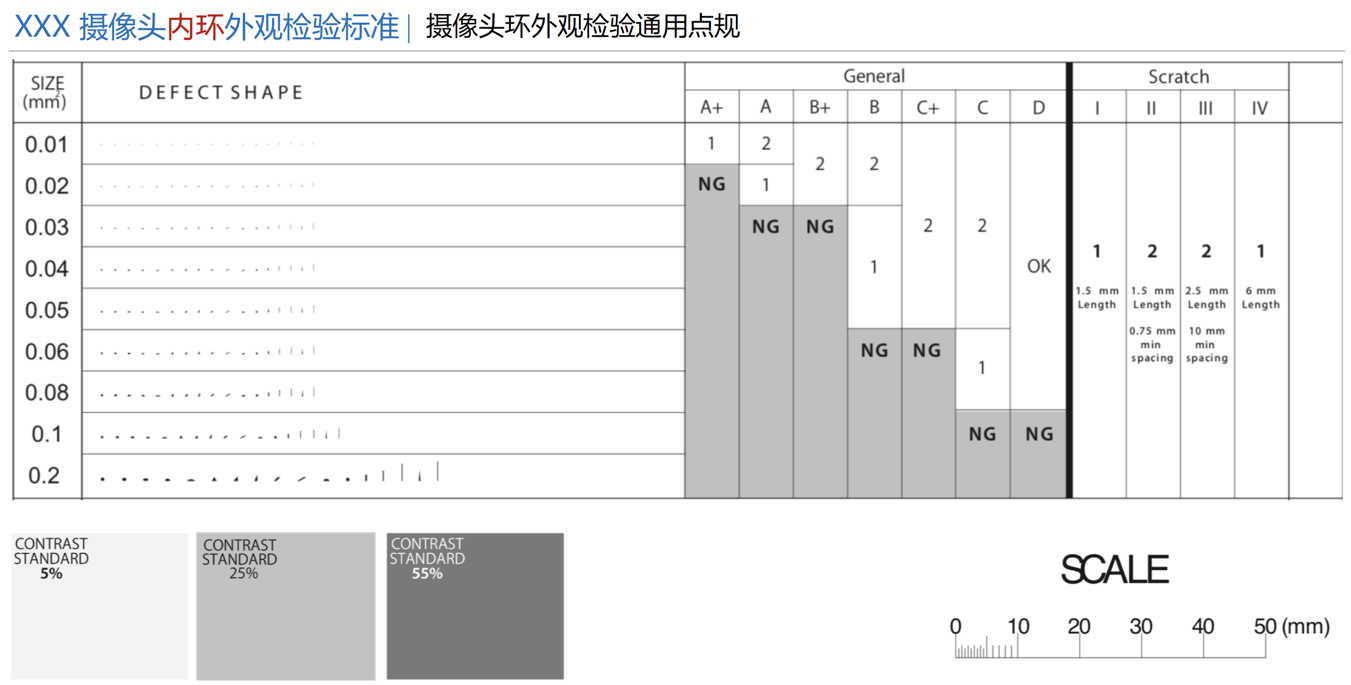 XXX 摄像头内环外观检验标准| 摄像头环外观检验通用点规
SIZE
(mm²)
DEFECT SHAPE
General
Scratch
A+ A B+ B C+ C D I II III IV
0.01
0.02
0.03
0.04
0.05
0.06
0.08
0.1
0.2
1
NG
2
1
NG
2
NG
2
1
NG
2
NG
2
1
NG
OK
NG
1
1.5 mm
Length
2
1.5 mm
Length
0.75 mm
min
spacing
2
2.5 mm
Length
10 mm
min
spacing
1
6 mm
Length
CONTRAST
STANDARD
5%
CONTRAST
STANDARD
25%
CONTRAST
STANDARD
55%
SCALE
0 10 20 30 40 50 (mm)